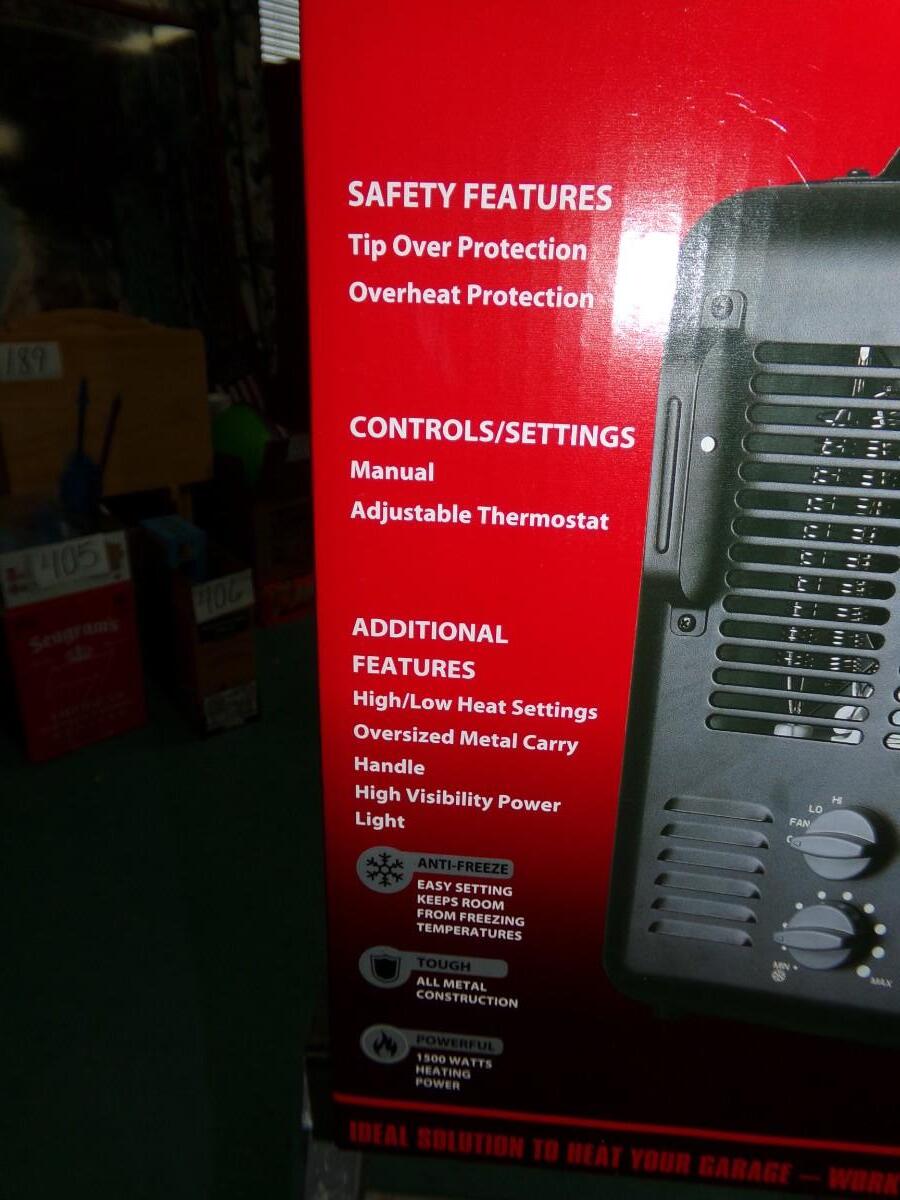 SAFETY FEATURES
Tip Over Protection
Overheat Protection
CONTROLS/SETTINGS
Manual
Adjustable Thermostat
ADDITIONAL
FEATURES
High/Low Heat Settings
Oversized Metal Carry
Handle
High Visibility Power
Light
ANTI-FREEZE
EASY SETTING
KEEPS ROOM
FROM FREEZING
TEMPERATURES
TOUGH
ALL METAL
CONSTRUCTION
POWERFUL
1500 WATTS
HEATING
POWER
IDEAL SOLUTION TO HEAT YOUR GARAGE — WORK
HI
LO
FAN
MIN
MAX
189
405
406
Seagram's